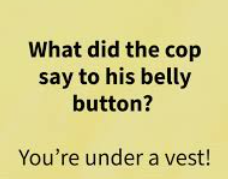 What did the cop
say to his belly
button?
You're under a vest!